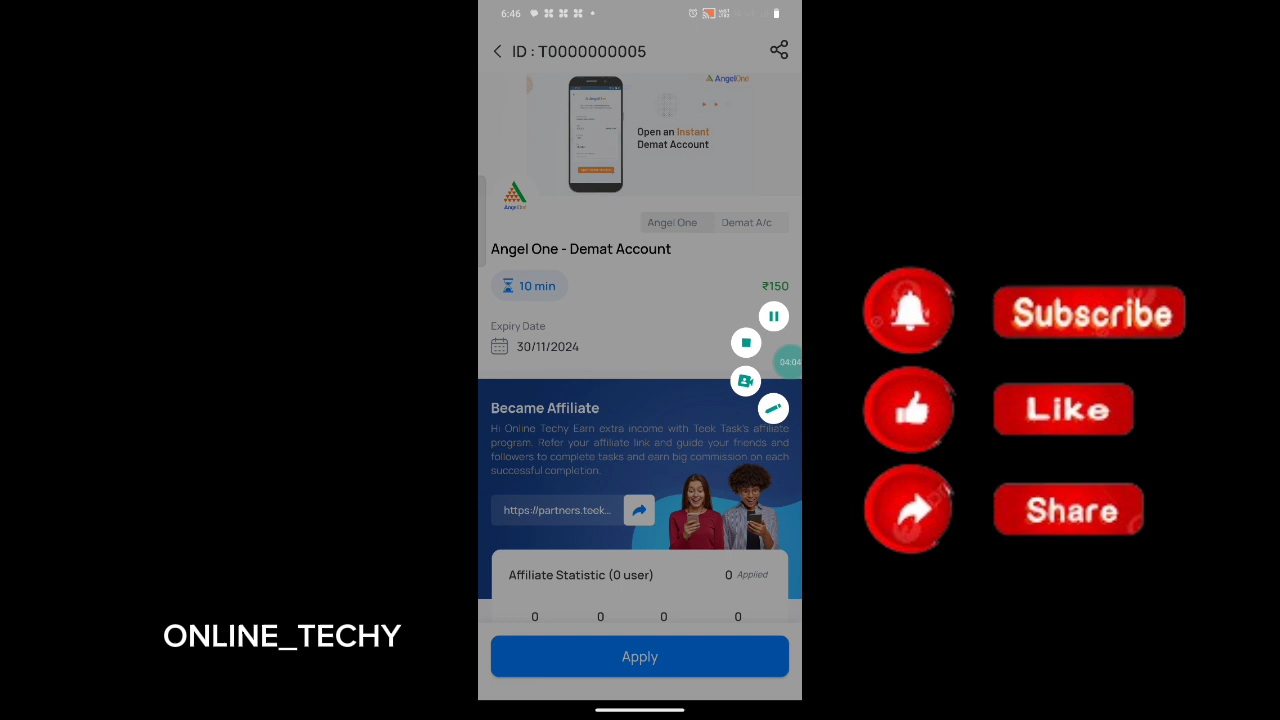 6:46
ID : T0000000005
AngelOne
Open an Instant
Demat Account
AngelOne
Angel One
Demat A/c
Angel One - Demat Account
10 min
₹150
Expiry Date
30/11/2024
04:04
Became Affiliate
Hi Online Techy Earn extra income with Teek Task's affiliate
program. Refer your affiliate link and guide your friends and
followers to complete tasks and earn big commission on each
successful completion.
https://partners.teek...
Affiliate Statistic (0 user)
0 Applied
0 0 0 0
Apply
Subscribe
Like
Share
ONLINE_TECHY